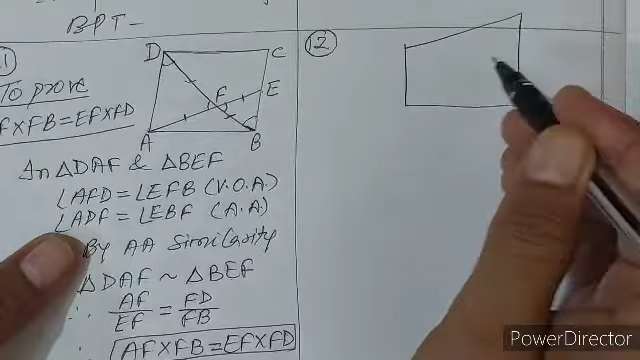 BPT-
1
To prove
F×FB=EF×FD
D
C
E
F
A
B
In △DAF & △BEF
∠AFD = ∠EFB (V.O.A.)
∠ADF = ∠EBF (A.A.)
By AA Similarity
△DAF ~ △BEF
∴ AF/EF = FD/FB
∴ AF×FB=EF×FD
12
PowerDirector